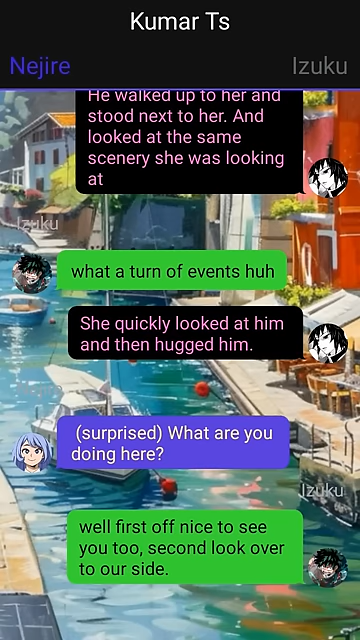 Kumar Ts
Nejire
Izuku
He walked up to her and
stood next to her. And
looked at the same
scenery she was looking
at
Izuku
what a turn of events huh
She quickly looked at him
and then hugged him.
(surprised) What are you
doing here?
Izuku
well first off nice to see
you too, second look over
to our side.